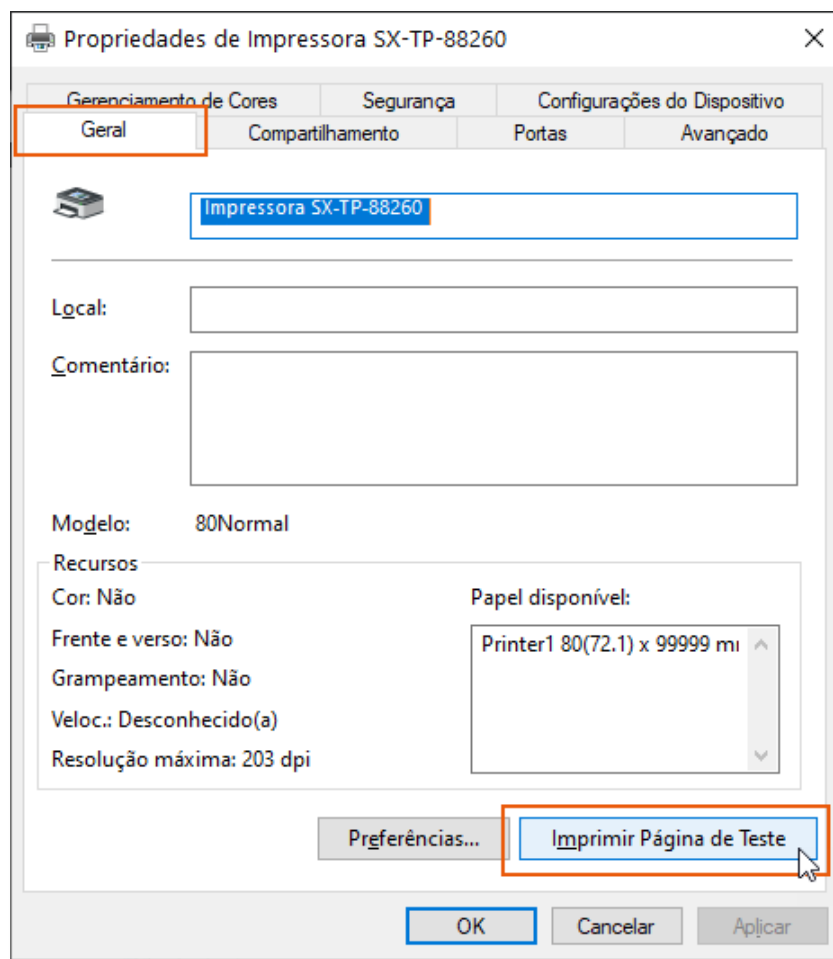 Propriedades de Impressora SX-TP-88260
Gerenciamento de Cores Segurança Configurações do Dispositivo
Geral Compartilhamento Portas Avançado
Impressora SX-TP-88260
Local:
Comentário:
Modelo: 80Normal
Recursos
Cor: Não
Frente e verso: Não
Grampeamento: Não
Veloc.: Desconhecido(a)
Resolução máxima: 203 dpi
Papel disponível:
Printer1 80(72.1) x 99999
Preferências... Imprimir Página de Teste
OK Cancelar Aplicar